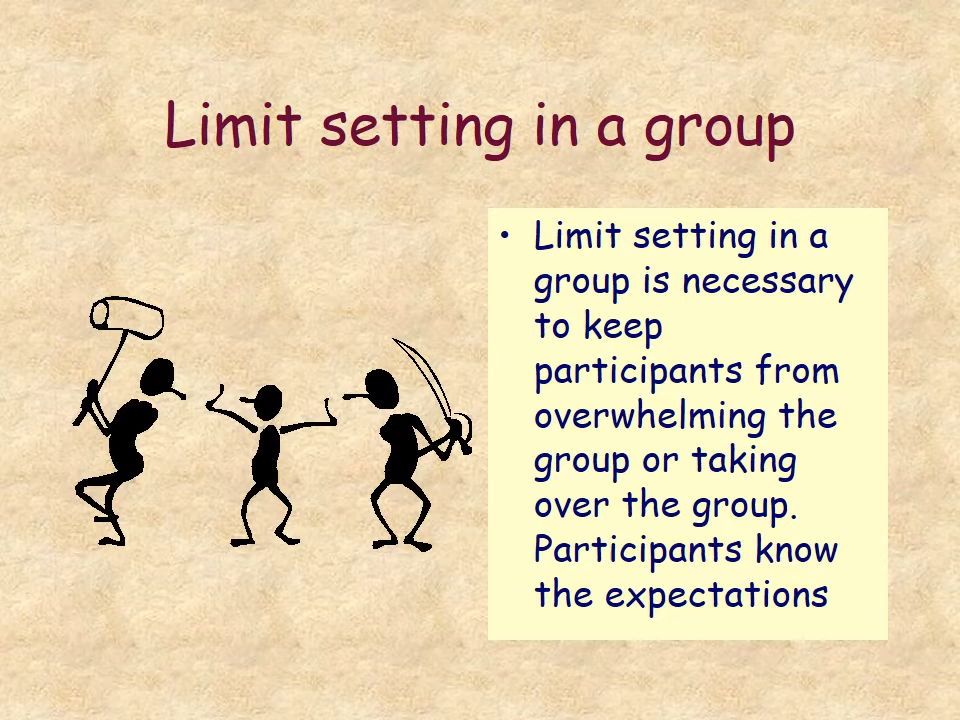 Limit setting in a group
• Limit setting in a
group is necessary
to keep
participants from
overwhelming the
group or taking
over the group.
Participants know
the expectations